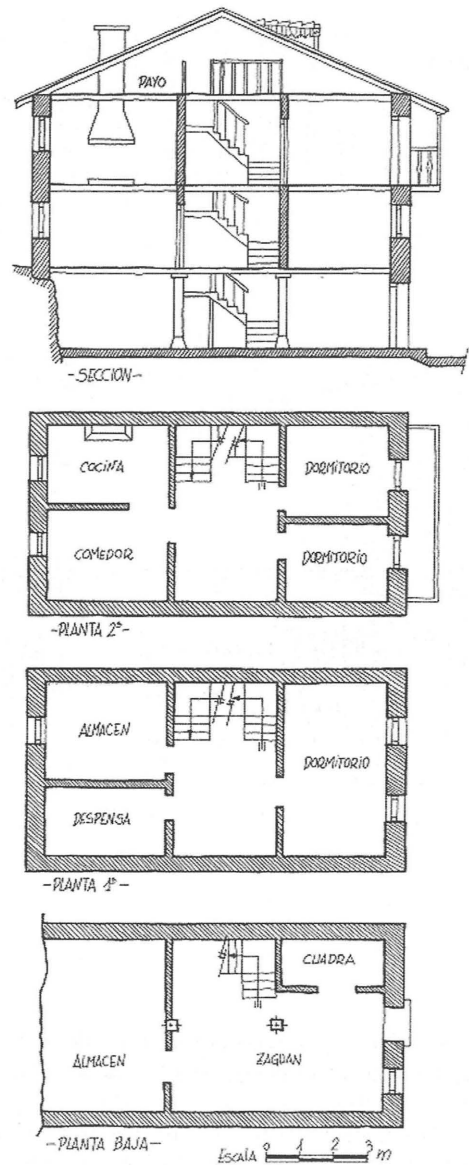 PAYO
-SECCION-
COCINA
DORMITORIO
COMEDOR
DORMITORIO
-PLANTA 2ª-
ALMACEN
DORMITORIO
DESPENSA
-PLANTA 1ª-
CUADRA
ALMACEN
ZAGUAN
-PLANTA BAJA-
ESCALA 0 1 2 3 m